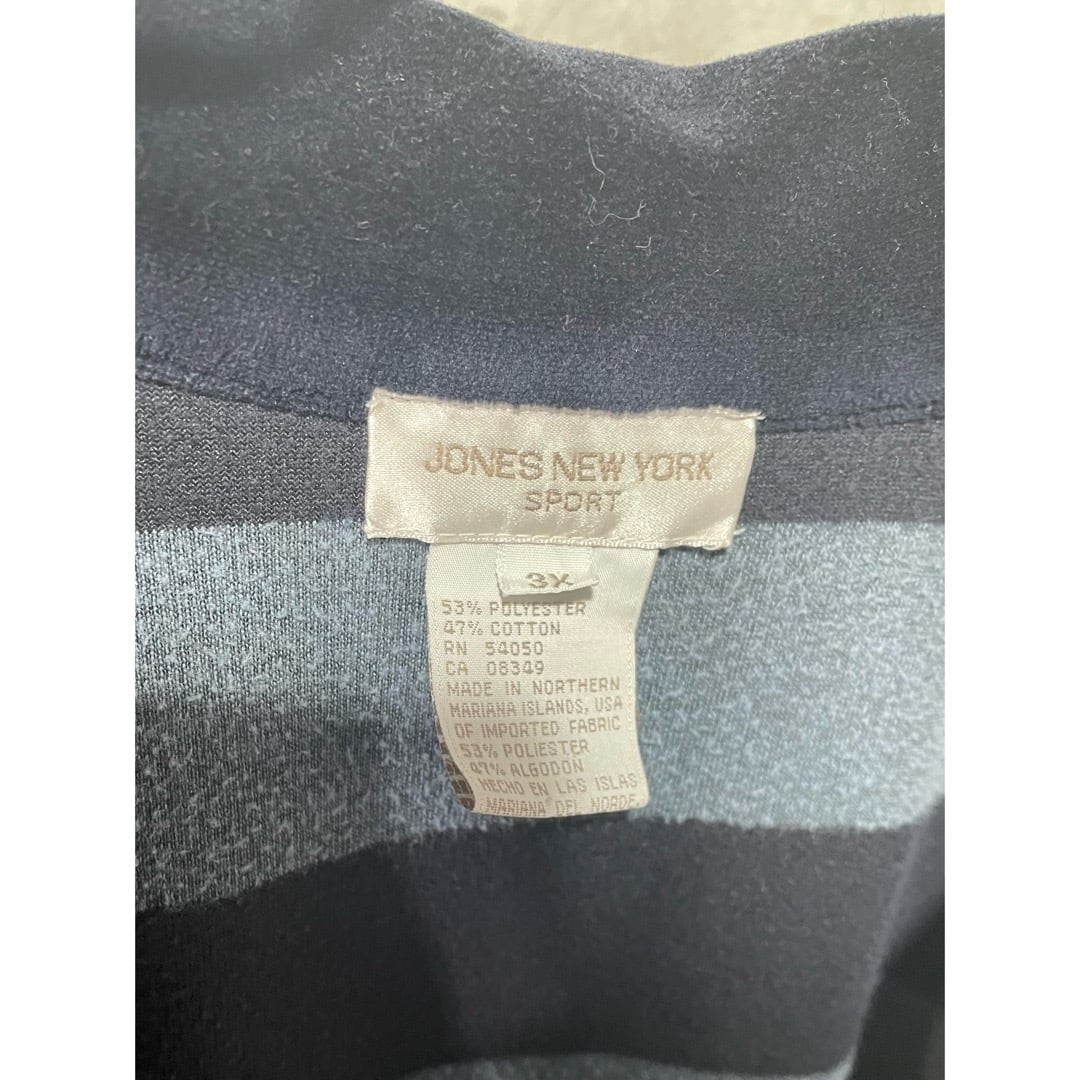 JONES NEW YORK
SPORT
3X
53% POLYESTER
47% COTTON
RN 54050
CA 08349
MADE IN NORTHERN
MARIANA ISLANDS, USA
OF IMPORTED FABRIC
53% POLIESTER
47% ALGODON
HECHO EN LAS ISLAS
MARIANA DEL NORDE